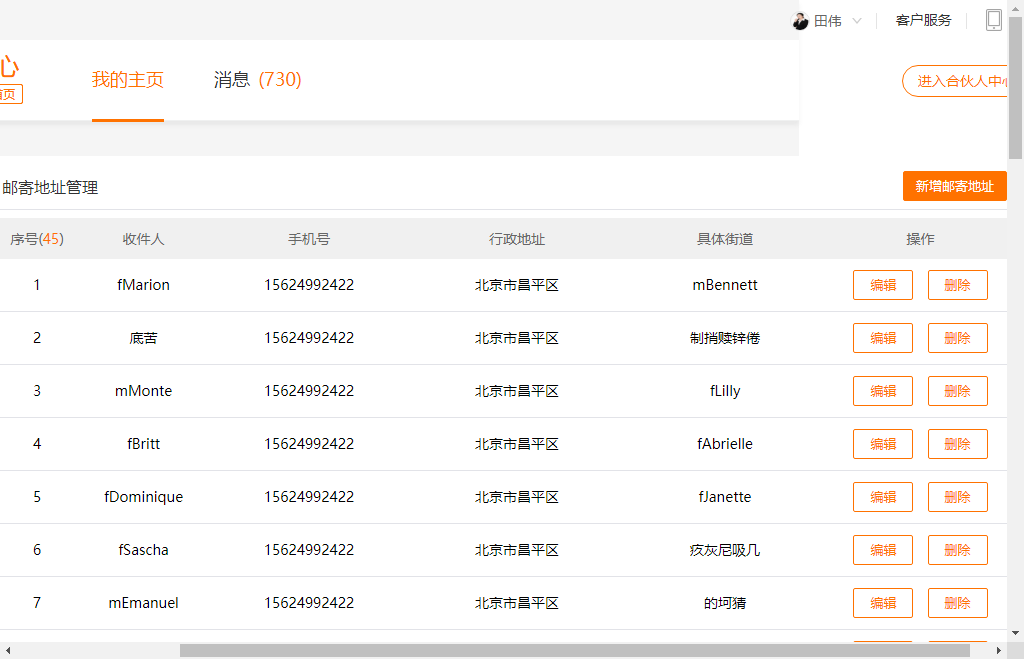 田伟 客户服务
心
我的主页 消息 (730) 进入合伙人中心
首页
邮寄地址管理 新增邮寄地址
序号(45) 收件人 手机号 行政地址 具体街道 操作
1 fMarion 15624992422 北京市昌平区 mBennett 编辑 删除
2 底苦 15624992422 北京市昌平区 制捎赎锌倦 编辑 删除
3 mMonte 15624992422 北京市昌平区 fLilly 编辑 删除
4 fBritt 15624992422 北京市昌平区 fAbrielle 编辑 删除
5 fDominique 15624992422 北京市昌平区 fJanette 编辑 删除
6 fSascha 15624992422 北京市昌平区 疚灰尼吸几 编辑 删除
7 mEmanuel 15624992422 北京市昌平区 的坷猜 编辑 删除